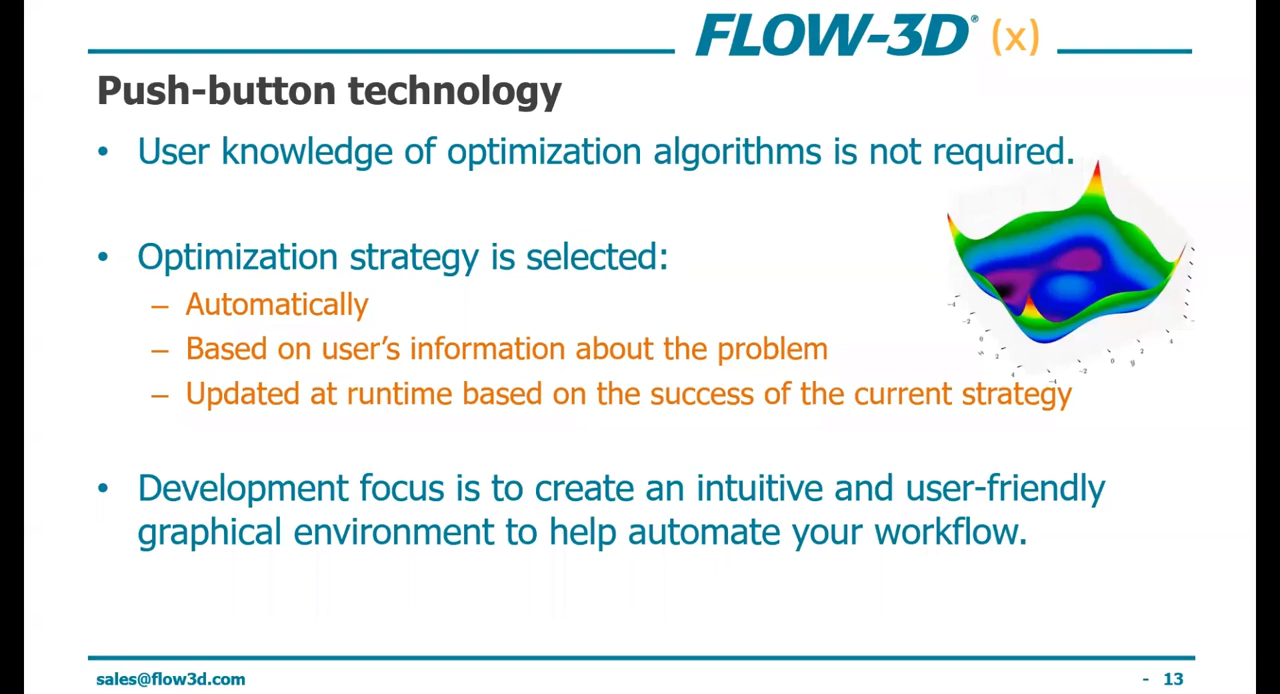 FLOW-3D® (x)
Push-button technology
• User knowledge of optimization algorithms is not required.
• Optimization strategy is selected:
– Automatically
– Based on user's information about the problem
– Updated at runtime based on the success of the current strategy
• Development focus is to create an intuitive and user-friendly
graphical environment to help automate your workflow.
sales@flow3d.com
- 13